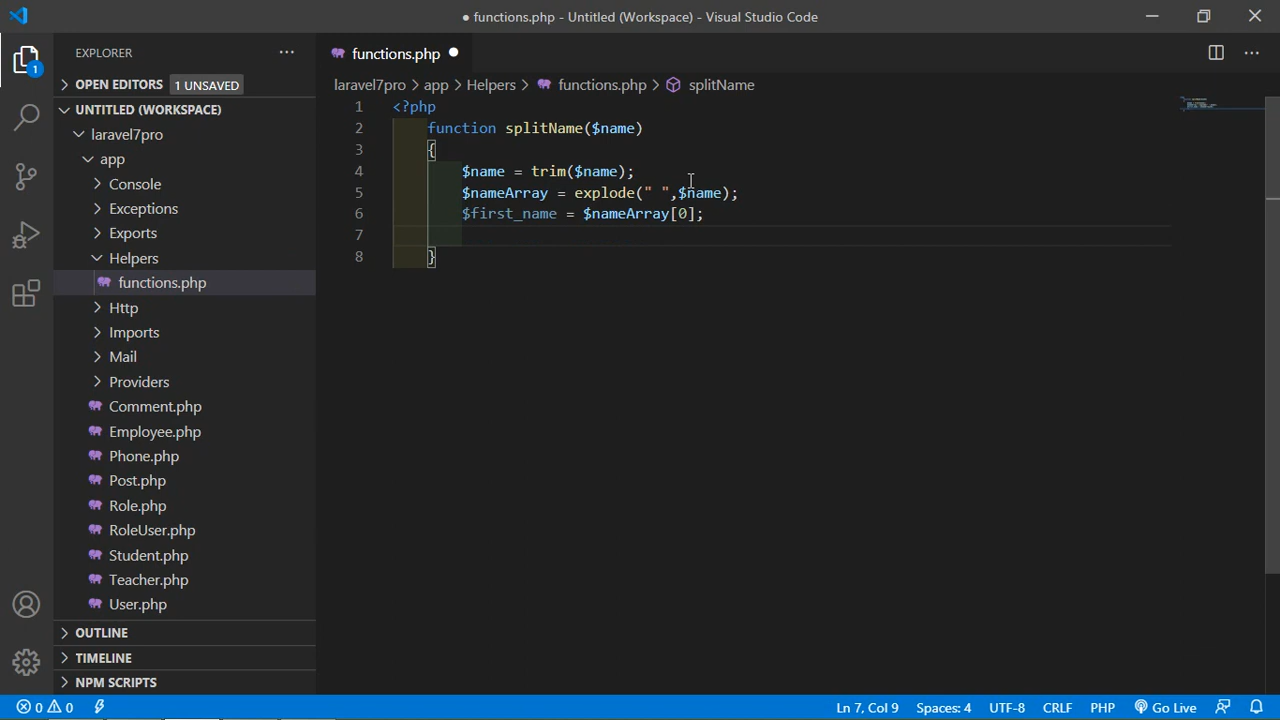 ● functions.php - Untitled (Workspace) - Visual Studio Code
EXPLORER
OPEN EDITORS 1 UNSAVED
UNTITLED (WORKSPACE)
laravel7pro
app
Console
Exceptions
Exports
Helpers
functions.php
Http
Imports
Mail
Providers
Comment.php
Employee.php
Phone.php
Post.php
Role.php
RoleUser.php
Student.php
Teacher.php
User.php
OUTLINE
TIMELINE
NPM SCRIPTS
1
functions.php ●
laravel7pro > app > Helpers > functions.php > splitName
1 <?php
2 function splitName($name)
3 {
4 $name = trim($name);
5 $nameArray = explode(" ",$name);
6 $first_name = $nameArray[0];
7
8 }
0 0 Ln 7, Col 9 Spaces: 4 UTF-8 CRLF PHP Go Live